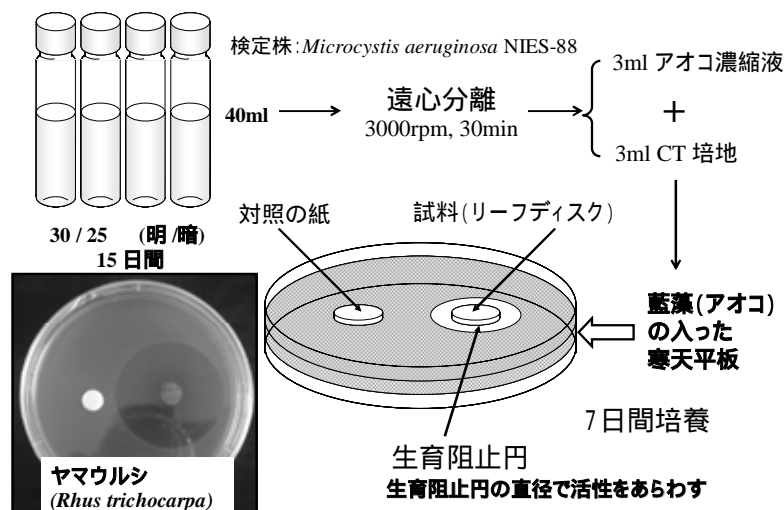 検定株:Microcystis aeruginosa NIES-88
40ml
遠心分離
3000rpm, 30min
3ml アオコ濃縮液
+
3ml CT 培地
30 / 25 (明/暗)
15 日間
対照の紙
試料(リーフディスク)
藍藻(アオコ)
の入った
寒天平板
7日間培養
生育阻止円
生育阻止円の直径で活性をあらわす
ヤマウルシ
(Rhus trichocarpa)